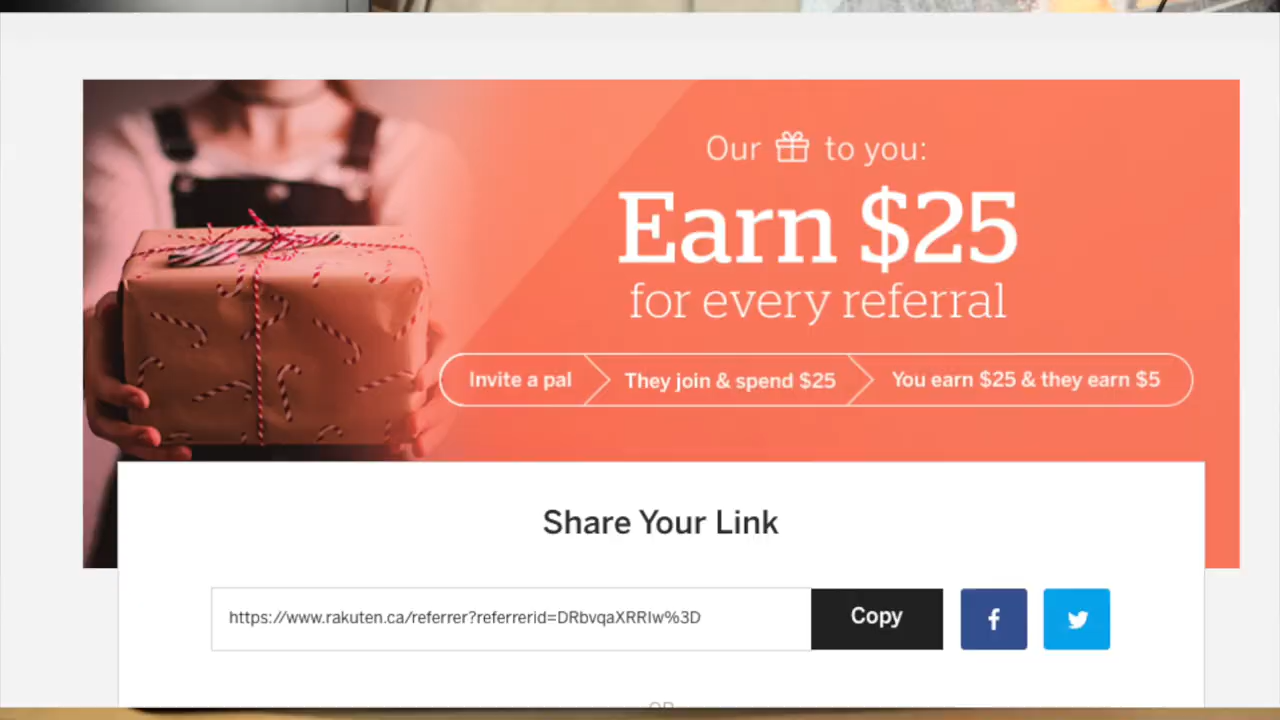 Our to you:
Earn $25
for every referral
Invite a pal
They join & spend $25
You earn $25 & they earn $5
Share Your Link
https://www.rakuten.ca/referrer?referrerid=DRbvqaXRRIw%3D
Copy